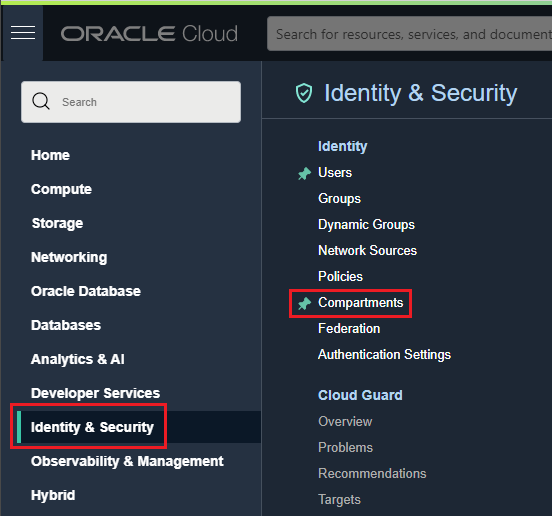 ORACLE Cloud
Search for resources, services, and document
Search
Home
Compute
Storage
Networking
Oracle Database
Databases
Analytics & AI
Developer Services
Identity & Security
Observability & Management
Hybrid
Identity & Security
Identity
Users
Groups
Dynamic Groups
Network Sources
Policies
Compartments
Federation
Authentication Settings
Cloud Guard
Overview
Problems
Recommendations
Targets